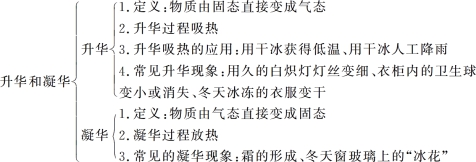 升华和凝华
升华
1.定义:物质由固态直接变成气态
2.升华过程吸热
3.升华吸热的应用:用干冰获得低温、用干冰人工降雨
4.常见升华现象:用久的白炽灯灯丝变细、衣柜内的卫生球
变小或消失、冬天冰冻的衣服变干
凝华
1.定义:物质由气态直接变成固态
2.凝华过程放热
3.常见的凝华现象:霜的形成、冬天窗玻璃上的“冰花”